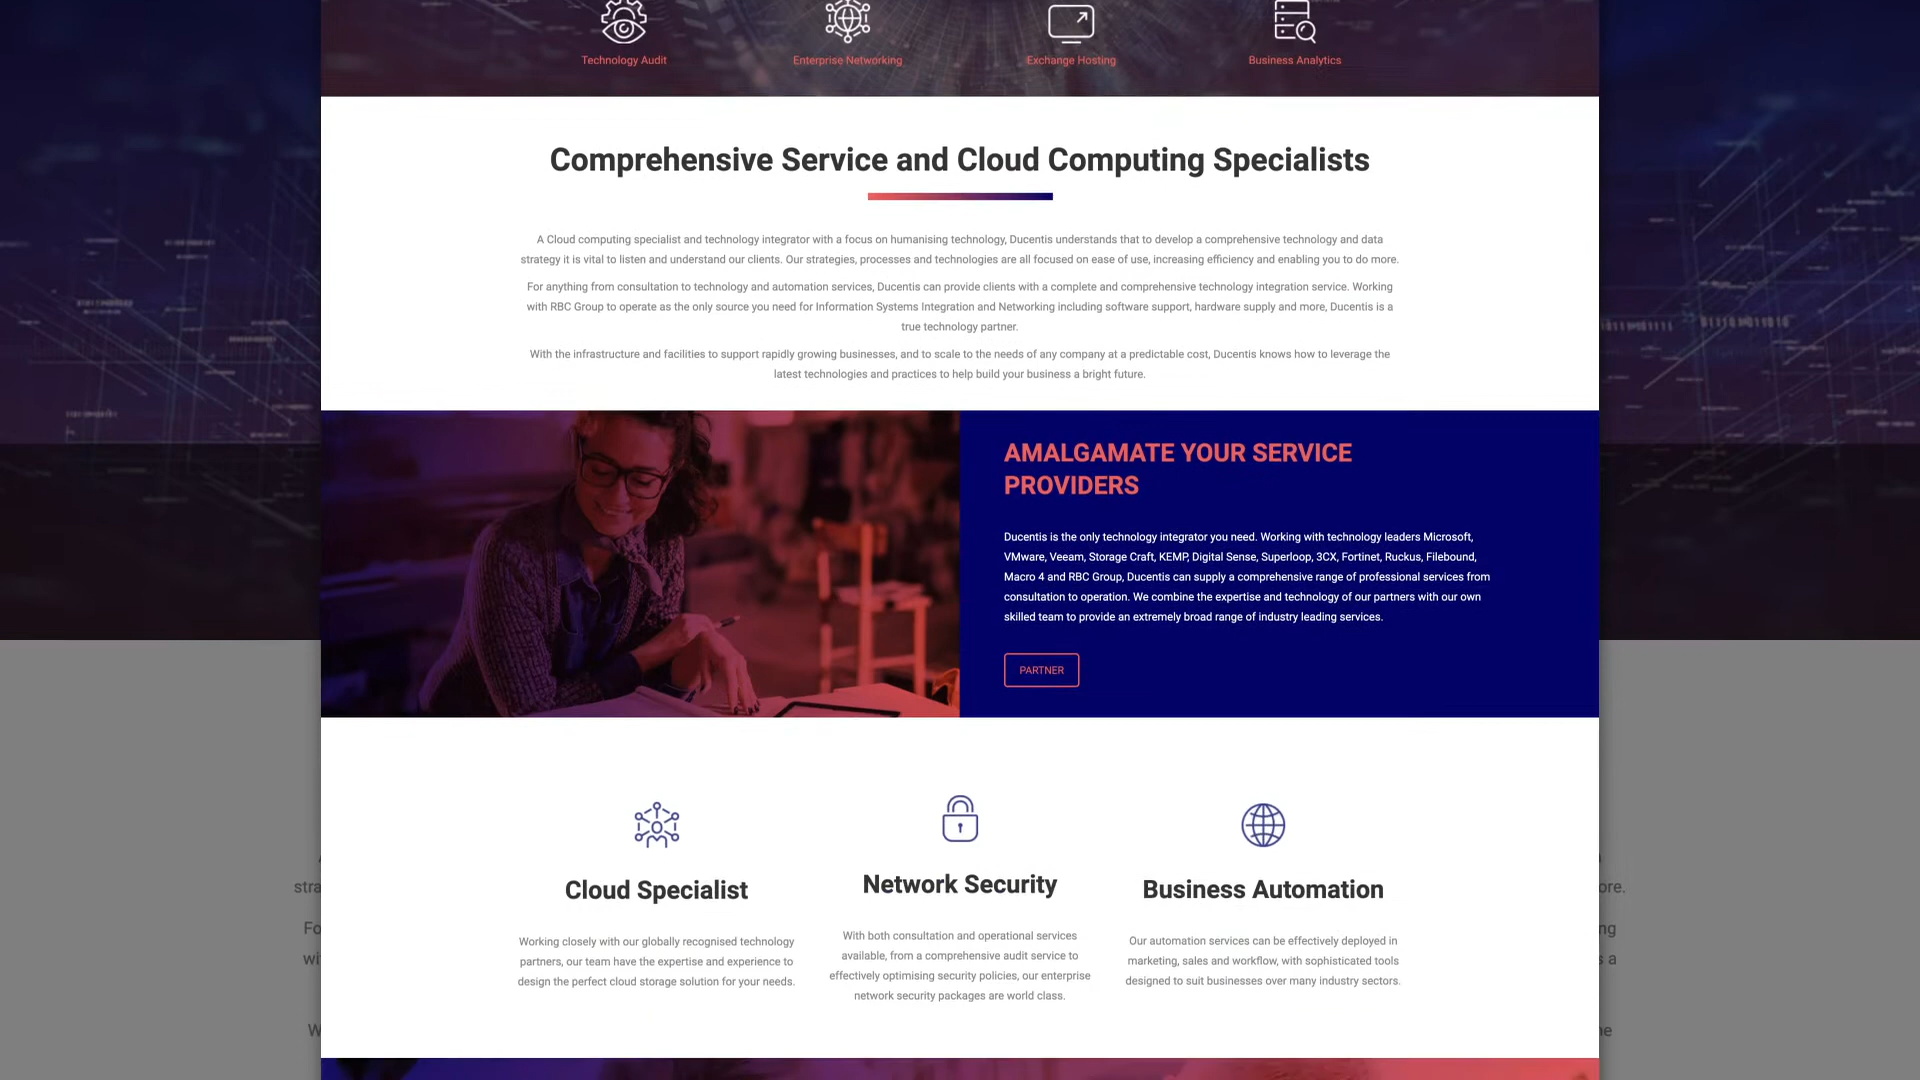 Technology Audit
Enterprise Networking
Exchange Hosting
Business Analytics
Comprehensive Service and Cloud Computing Specialists
A Cloud computing specialist and technology integrator with a focus on humanising technology, Ducentis understands that to develop a comprehensive technology and data
strategy it is vital to listen and understand our clients. Our strategies, processes and technologies are all focused on ease of use, increasing efficiency and enabling you to do more.
For anything from consultation to technology and automation services, Ducentis can provide clients with a complete and comprehensive technology integration service. Working
with RBC Group to operate as the only source you need for Information Systems Integration and Networking including software support, hardware supply and more, Ducentis is a
true technology partner.
With the infrastructure and facilities to support rapidly growing businesses, and to scale to the needs of any company at a predictable cost, Ducentis knows how to leverage the
latest technologies and practices to help build your business a bright future.
AMALGAMATE YOUR SERVICE
PROVIDERS
Ducentis is the only technology integrator you need. Working with technology leaders Microsoft,
VMware, Veeam, Storage Craft, KEMP, Digital Sense, Superloop, 3CX, Fortinet, Ruckus, Filebound,
Macro 4 and RBC Group, Ducentis can supply a comprehensive range of professional services from
consultation to operation. We combine the expertise and technology of our partners with our own
skilled team to provide an extremely broad range of industry leading services.
PARTNER
Cloud Specialist
Working closely with our globally recognised technology
partners, our team have the expertise and experience to
design the perfect cloud storage solution for your needs.
Network Security
With both consultation and operational services
available, from a comprehensive audit service to
effectively optimising security policies, our enterprise
network security packages are world class.
Business Automation
Our automation services can be effectively deployed in
marketing, sales and workflow, with sophisticated tools
designed to suit businesses over many industry sectors.